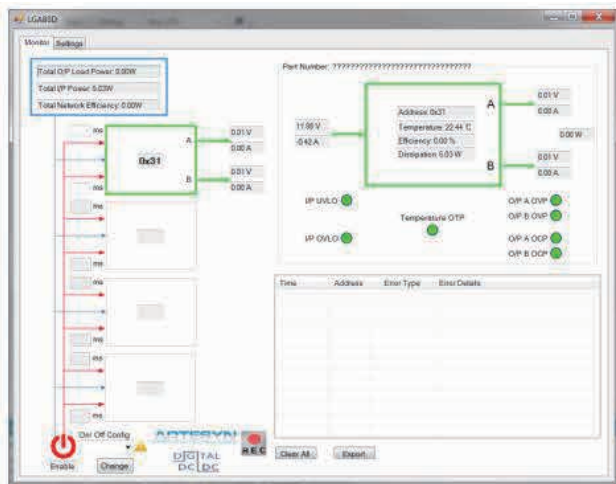 LGA80D
Monitor Settings
Total O/P Load Power: 0.00W
Total I/P Power: 5.03W
Total Network Efficiency: 0.00W
ms
A
0.01 V
0.00 A
0x31
B
0.01 V
0.00 A
ms
ms
ms
ms
ms
ms
ms
On/ Off Config
Enable
Change
ARTESYN
DIGITAL
DC DC
REC
Part Number: ??????????????????????????????
A
0.01 V
0.00 A
Address: 0x31
Temperature: 22.44 C
Efficiency: 0.00 %
Dissipation: 5.03 W
0.42 A
0.00 W
B
0.01 V
0.00 A
I/P UVLO
O/P A OVP
O/P B OVP
Temperature OTP
I/P OVLO
O/P A OCP
O/P B OCP
Time Address Error Type Error Details
Clear All Export